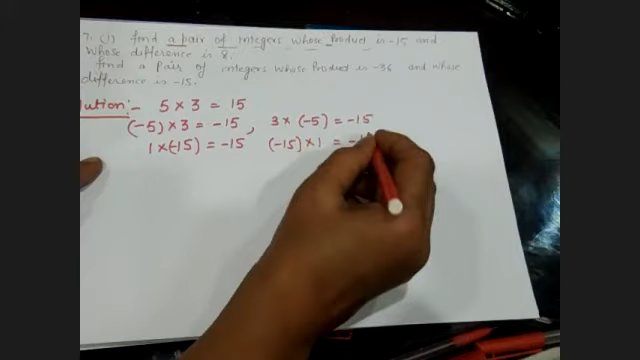 7. (i) find a pair of integers whose product is -15 and
whose difference is 8.
find a pair of integers whose product is -36 and whose
difference is -15.
lution:- 5 × 3 = 15
(-5) × 3 = -15, 3 × (-5) = -15
1 × (-15) = -15 (-15) × 1 = -1